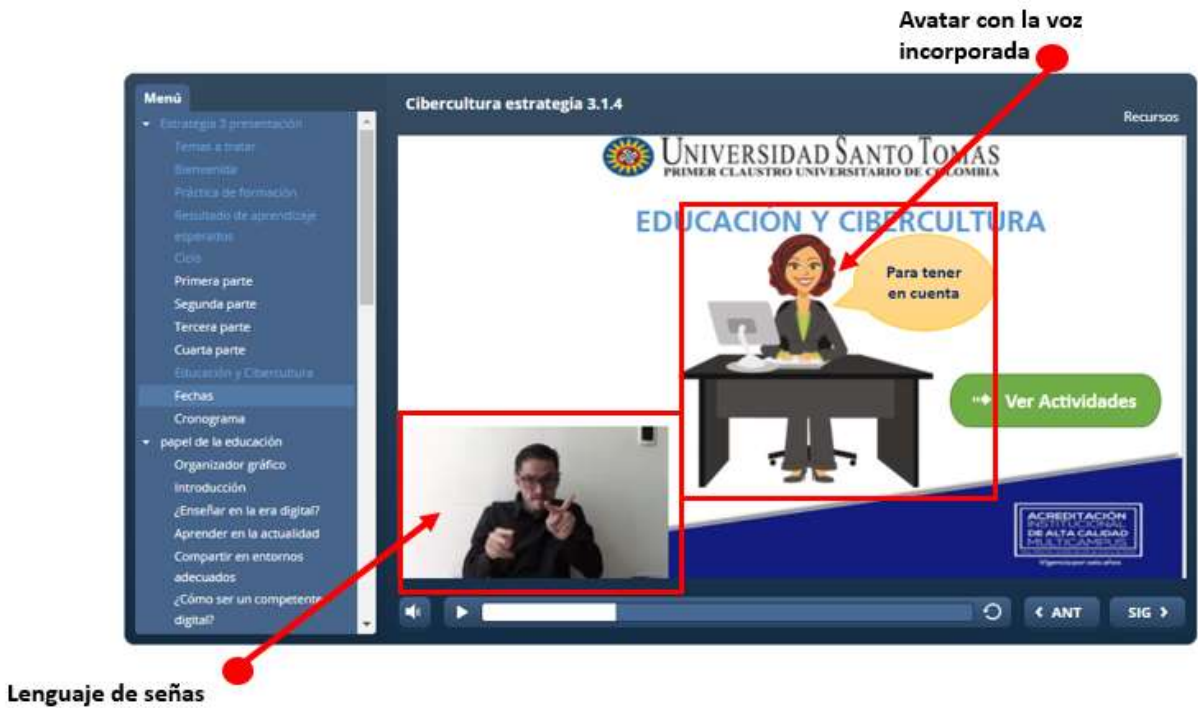 Avatar con la voz
incorporada
Menú
Cibercultura estrategia 3.1.4
Recursos
Estrategia 3 presentación
Temas a tratar
Bienvenida
Práctica de formación
Resultado de aprendizaje
esperados
Ciclo
Primera parte
Segunda parte
Tercera parte
Cuarta parte
Educación y Cibercultura
Fechas
Cronograma
papel de la educación
Organizador gráfico
Introducción
¿Enseñar en la era digital?
Aprender en la actualidad
Compartir en entornos
adecuados
¿Cómo ser un competente
digital?
UNIVERSIDAD SANTO TOMÁS
PRIMER CLAUSTRO UNIVERSITARIO DE COLOMBIA
EDUCACIÓN Y CIBERCULTURA
Para tener
en cuenta
Ver Actividades
ACREDITACIÓN
INSTITUCIONAL
DE ALTA CALIDAD
MULTICAMPUS
ANT
SIG
Lenguaje de señas